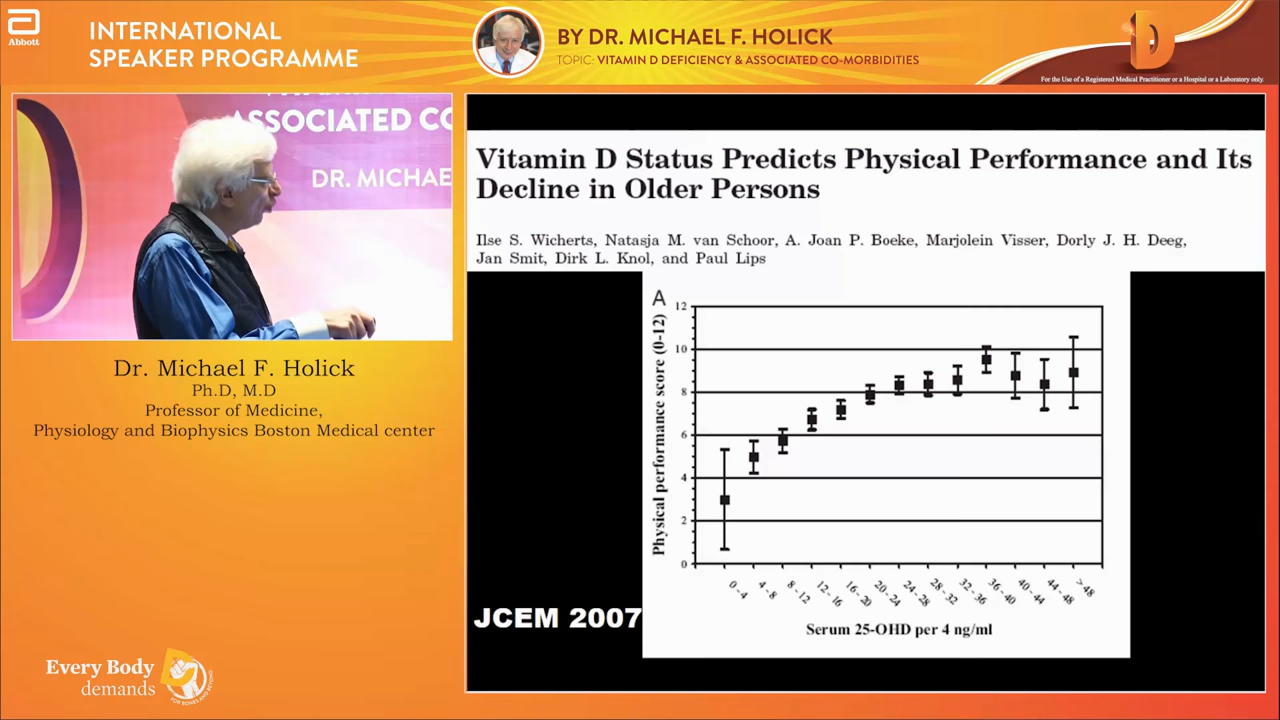 Abbott
INTERNATIONAL
SPEAKER PROGRAMME
BY DR. MICHAEL F. HOLICK
TOPIC: VITAMIN D DEFICIENCY & ASSOCIATED CO-MORBIDITIES
D
For the Use of a Registered Medical Practitioner or a Hospital or a Laboratory only.
ASSOCIATED CO
DR. MICHAE
Dr. Michael F. Holick
Ph.D, M.D
Professor of Medicine,
Physiology and Biophysics Boston Medical center
Every Body
demands
FOR BONES AND BEYOND
Vitamin D Status Predicts Physical Performance and Its
Decline in Older Persons
Ilse S. Wicherts, Natasja M. van Schoor, A. Joan P. Boeke, Marjolein Visser, Dorly J. H. Deeg,
Jan Smit, Dirk L. Knol, and Paul Lips
A
Physical performance score (0-12)
12
10
8
6
4
2
0
0 - 4
4 - 8
8 - 12
12 - 16
16 - 20
20 - 24
24 - 28
28 - 32
32 - 36
36 - 40
40 - 44
44 - 48
>48
Serum 25-OHD per 4 ng/ml
JCEM 2007